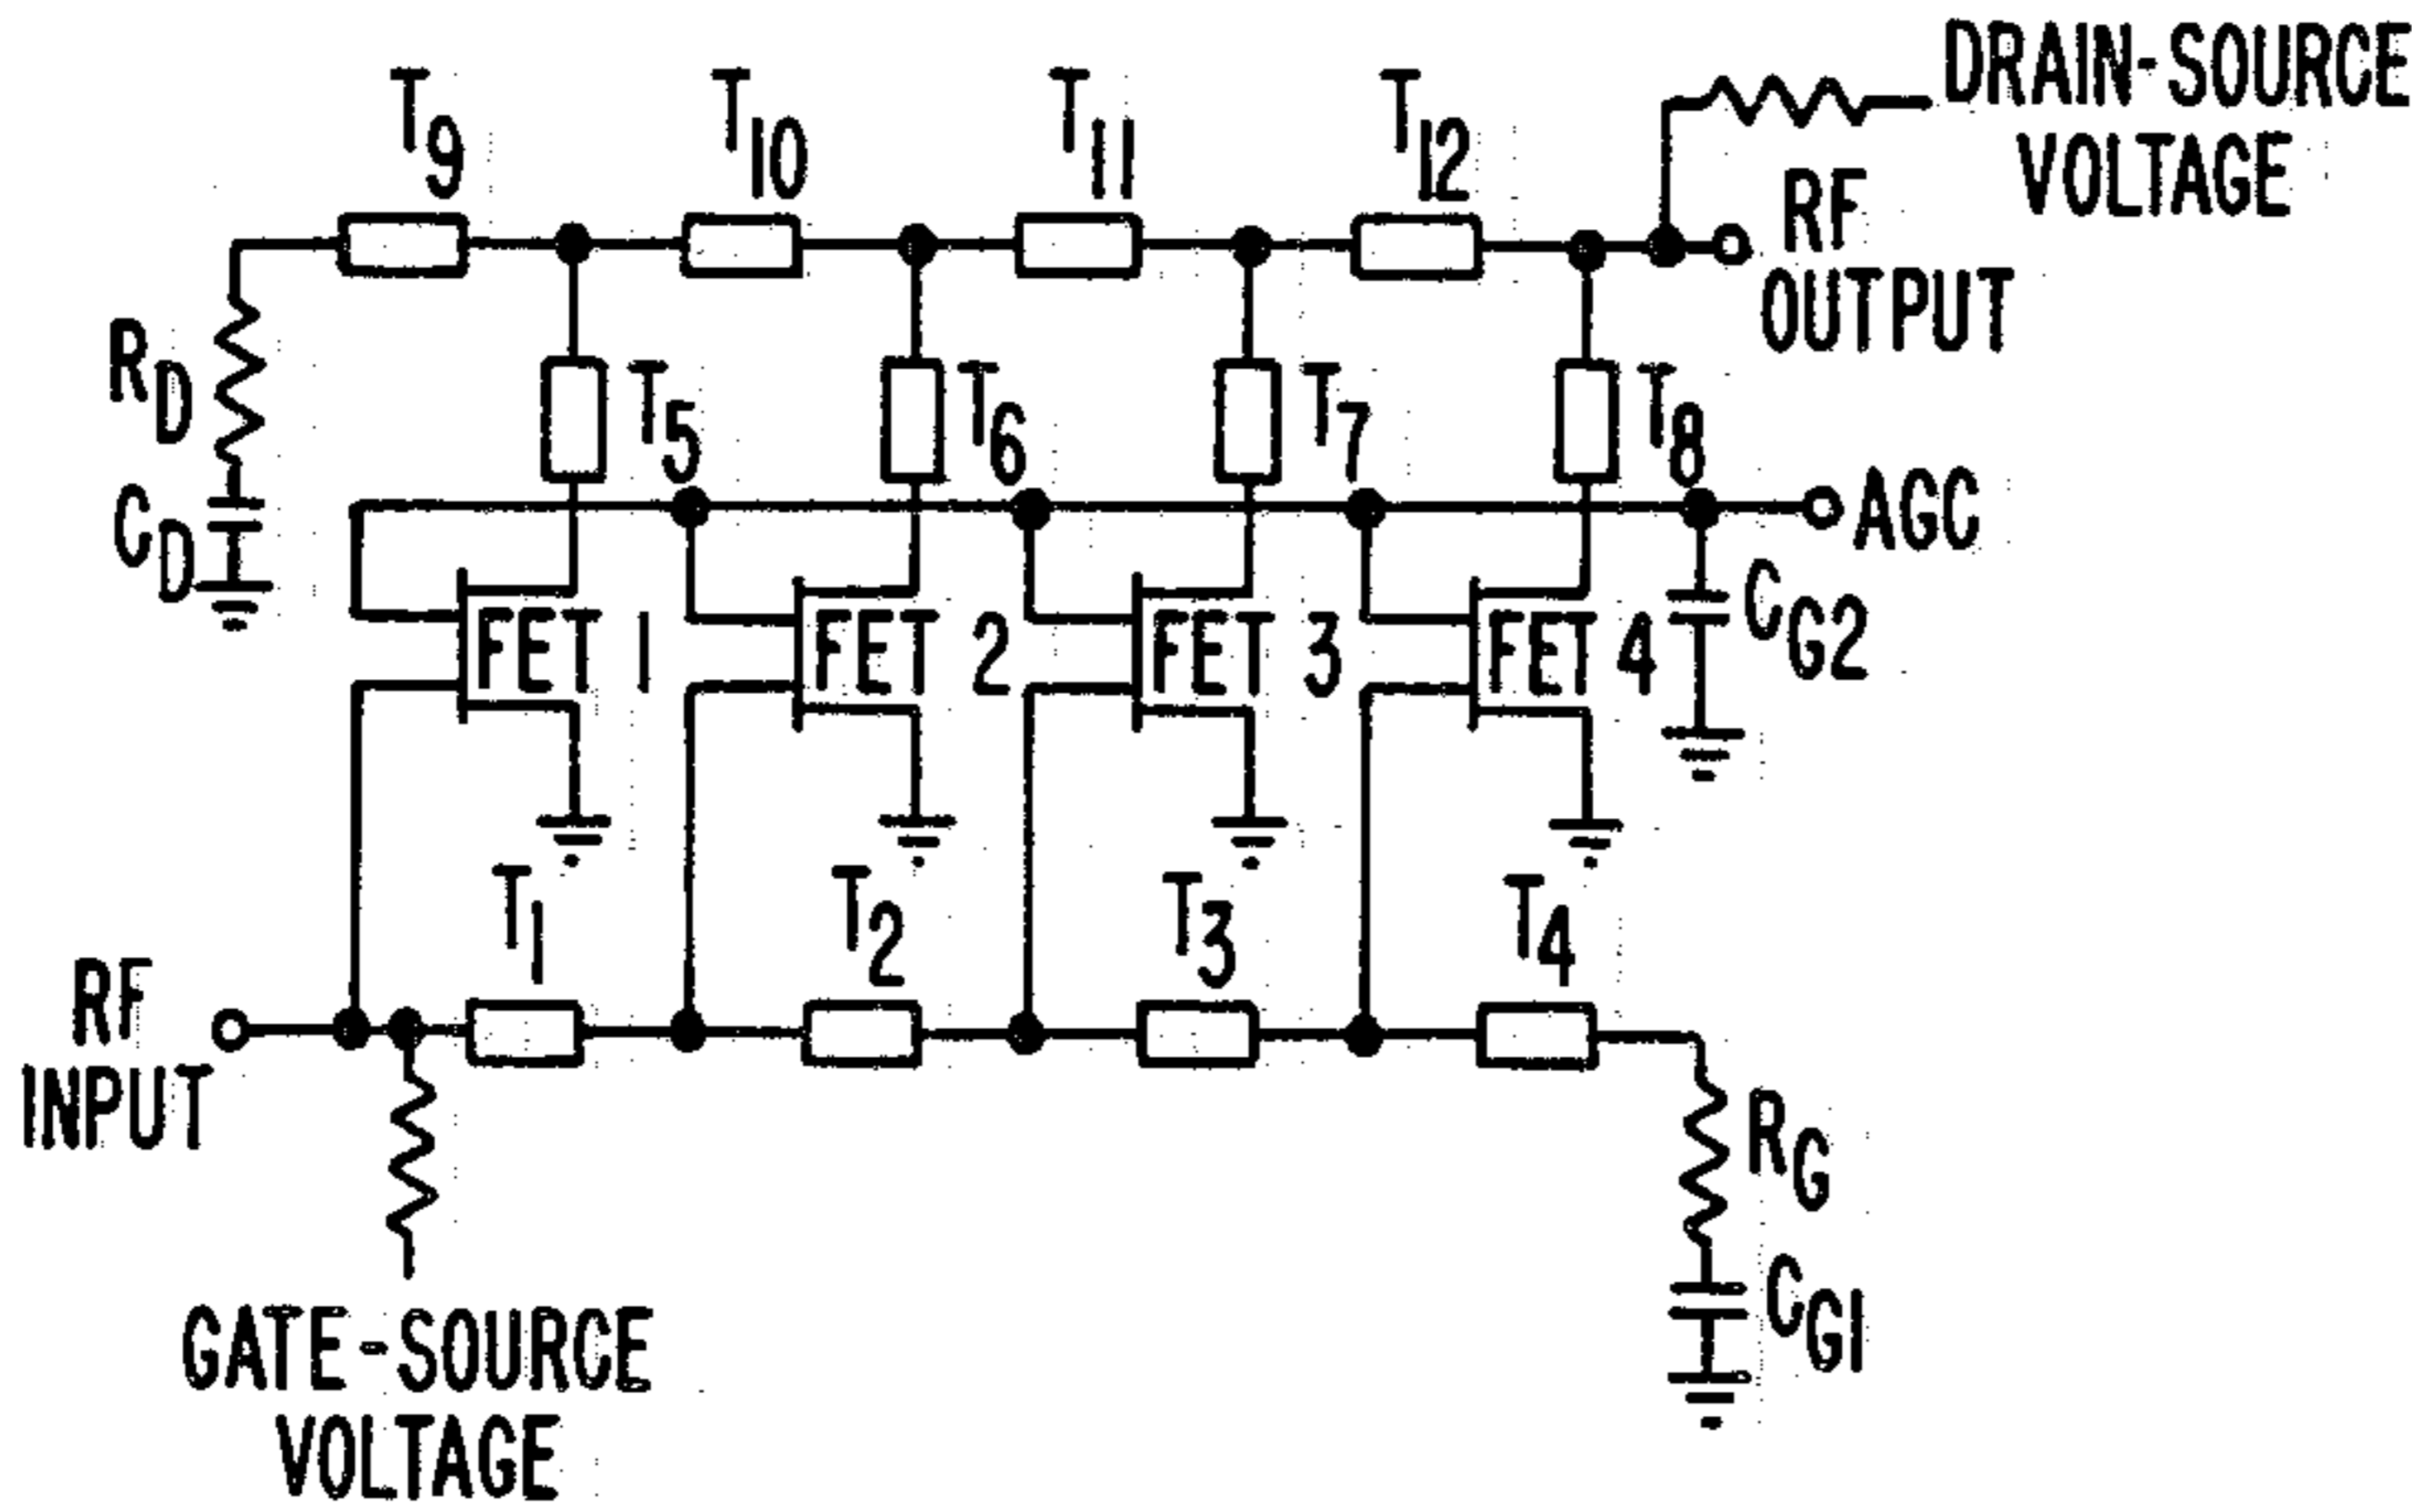 T9 T10 T11 T12
DRAIN-SOURCE
VOLTAGE
RF
OUTPUT
RD
CD
T5 T6 T7 T8
AGC
FET 1 FET 2 FET 3 FET 4
CG2
T1 T2 T3 T4
RF
INPUT
RG
CG1
GATE-SOURCE
VOLTAGE